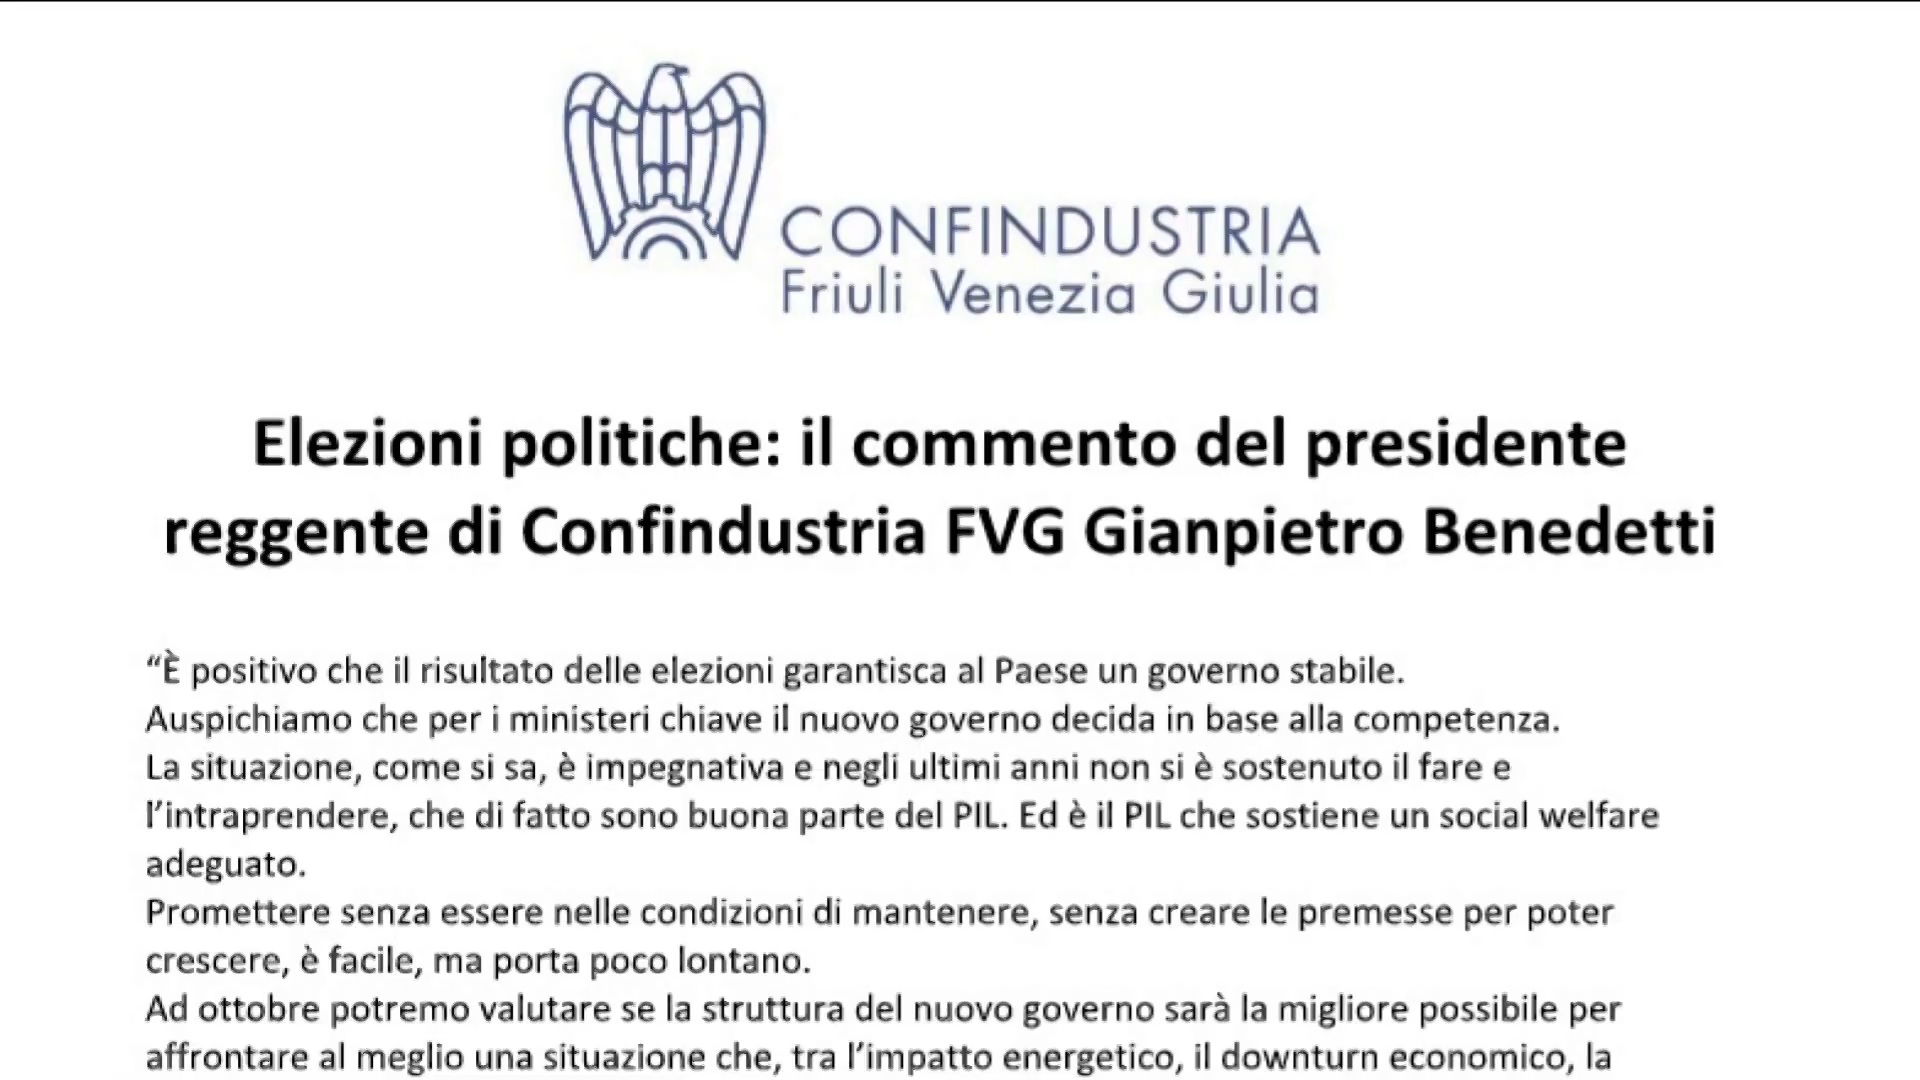 CONFINDUSTRIA
Friuli Venezia Giulia
Elezioni politiche: il commento del presidente
reggente di Confindustria FVG Gianpietro Benedetti
“È positivo che il risultato delle elezioni garantisca al Paese un governo stabile.
Auspichiamo che per i ministeri chiave il nuovo governo decida in base alla competenza.
La situazione, come si sa, è impegnativa e negli ultimi anni non si è sostenuto il fare e
l’intraprendere, che di fatto sono buona parte del PIL. Ed è il PIL che sostiene un social welfare
adeguato.
Promettere senza essere nelle condizioni di mantenere, senza creare le premesse per poter
crescere, è facile, ma porta poco lontano.
Ad ottobre potremo valutare se la struttura del nuovo governo sarà la migliore possibile per
affrontare al meglio una situazione che, tra l’impatto energetico, il downturn economico, la